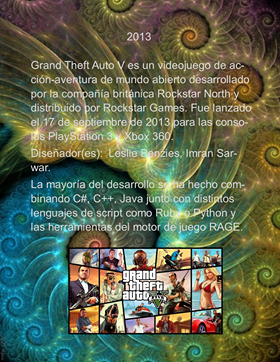 2013
Grand Theft Auto V es un videojuego de ac-
ción-aventura de mundo abierto desarrollado
por la compañía británica Rockstar North y
distribuido por Rockstar Games. Fue lanzado
el 17 de septiembre de 2013 para las conso-
las PlayStation 3 y Xbox 360
Diseñador(es): Leslie Benzies, Imran Sar-
war.
La mayoría del desarrollo se ha hecho com-
binando C#, C++, Java junto con distintos
lenguajes de script como Ruby o Python y
las herramientas del motor de juego RAGE.
grand
theft
auto